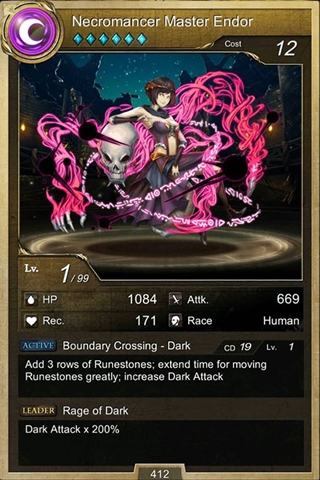 Necromancer Master Endor
Cost 12
Lv. 1/99
HP 1084 Attk. 669
Rec. 171 Race Human
ACTIVE Boundary Crossing - Dark CD 19 Lv. 1
Add 3 rows of Runestones; extend time for moving
Runestones greatly; increase Dark Attack
LEADER Rage of Dark
Dark Attack x 200%
412